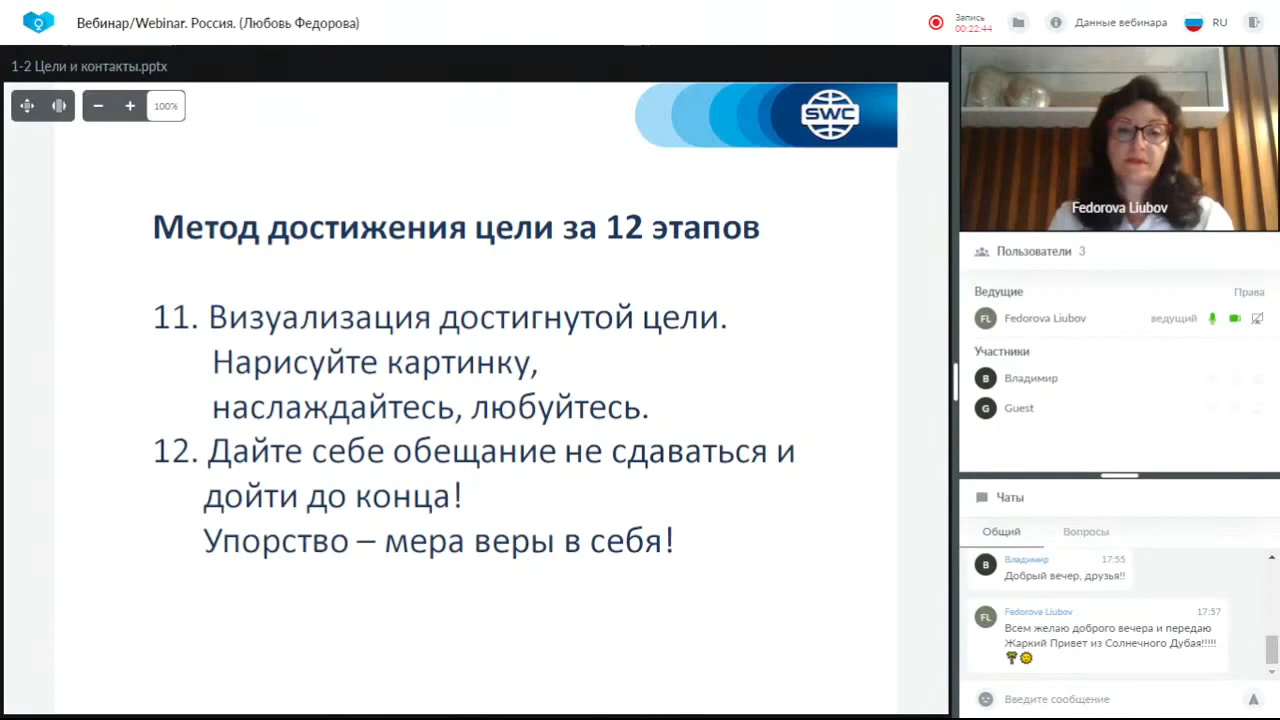 Вебинар/Webinar. Россия. (Любовь Федорова)
Запись
00:22:44
Данные вебинара
RU
1-2 Цели и контакты.pptx
100%
SWC
Метод достижения цели за 12 этапов
11. Визуализация достигнутой цели.
Нарисуйте картинку,
наслаждайтесь, любуйтесь.
12. Дайте себе обещание не сдаваться и
дойти до конца!
Упорство – мера веры в себя!
Fedorova Liubov
Пользователи 3
Ведущие
Права
FL Fedorova Liubov ведущий
Участники
В Владимир
G Guest
Чаты
Общий
Вопросы
В Владимир 17:55
Добрый вечер, друзья!!
FL Fedorova Liubov 17:57
Всем желаю доброго вечера и передаю
Жаркий Привет из Солнечного Дубая!!!!!
Введите сообщение